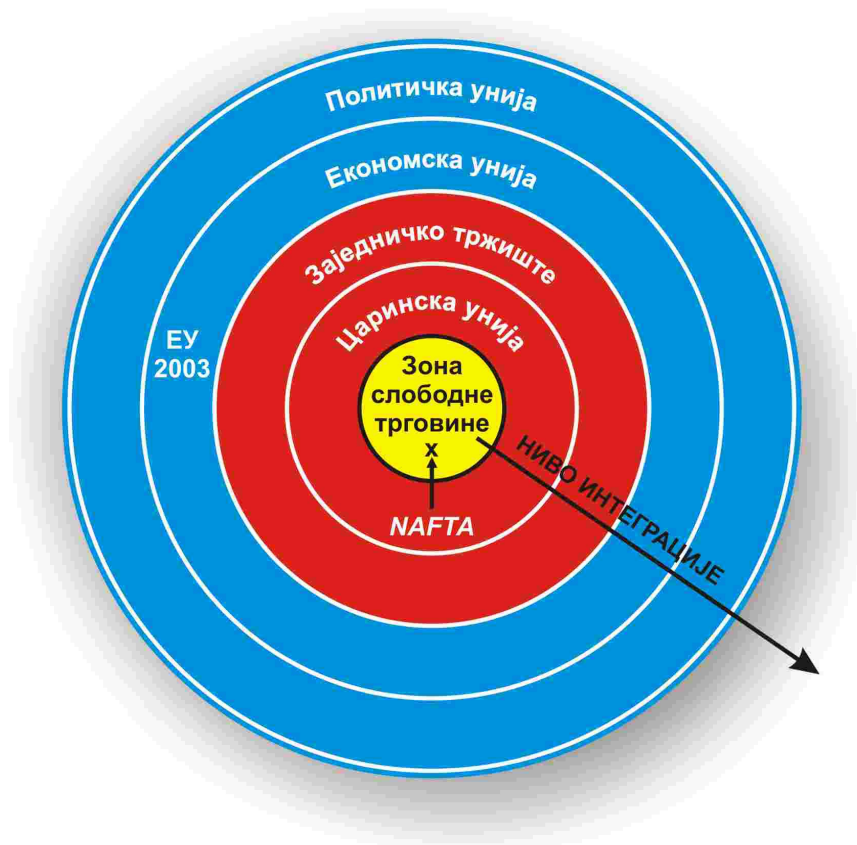 Политичка унија
Економска унија
Заједничко тржиште
Царинска унија
ЕУ
2003
Зона
слободне
трговине
x
NAFTA
НИВО ИНТЕГРАЦИЈЕ